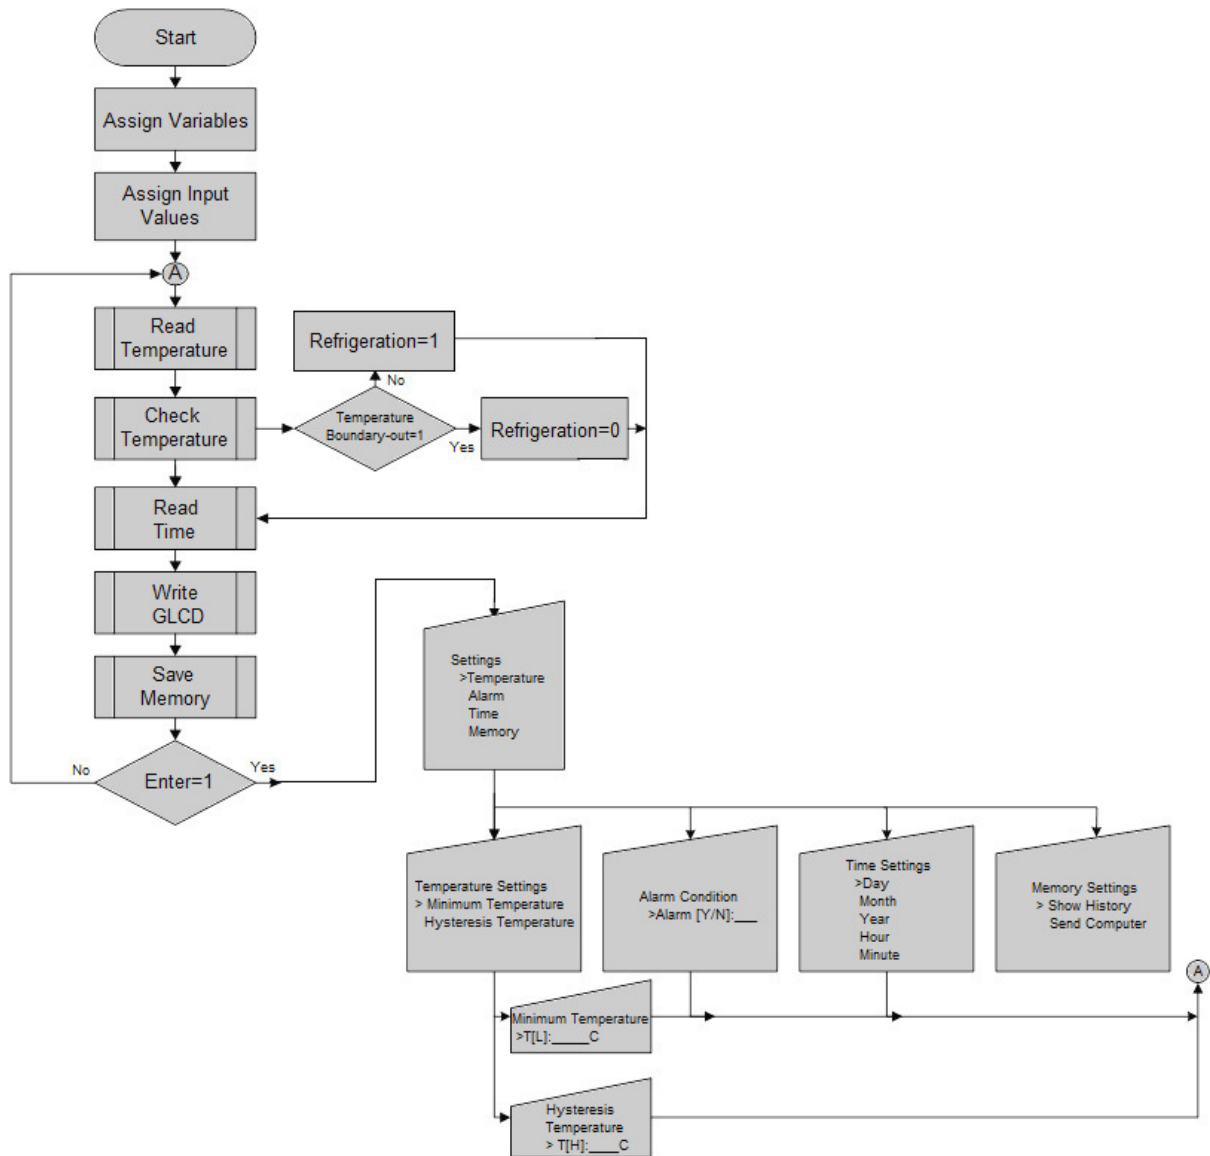 Start
Assign Variables
Assign Input
Values
A
Read
Temperature
Refrigeration=1
No
Check
Temperature
Temperature
Boundary-out=1
Yes
Refrigeration=0
Read
Time
Write
GLCD
Save
Memory
No
Enter=1
Yes
Settings
>Temperature
Alarm
Time
Memory
Temperature Settings
> Minimum Temperature
Hysteresis Temperature
Alarm Condition
>Alarm [Y/N]:___
Time Settings
>Day
Month
Year
Hour
Minute
Memory Settings
> Show History
Send Computer
A
Minimum Temperature
>T[L]:_____C
Hysteresis
Temperature
> T[H]:____C